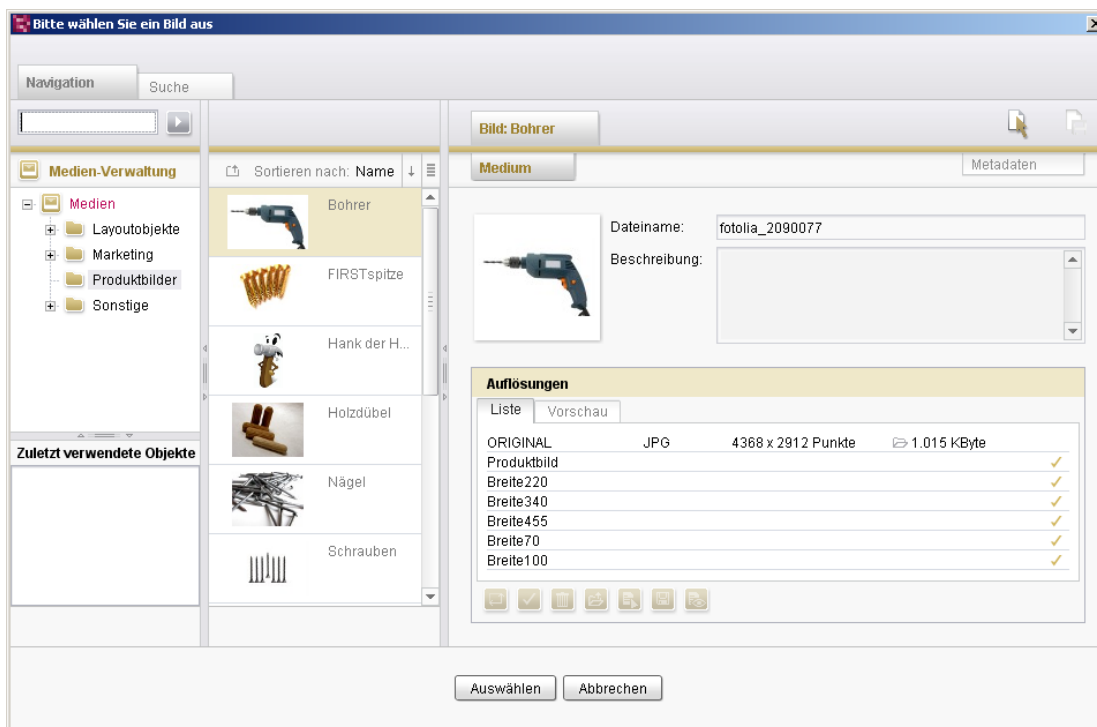 Bitte wählen Sie ein Bild aus
Navigation
Suche
Bild: Bohrer
Medien-Verwaltung
Sortieren nach: Name
Medium
Metadaten
Medien
Layoutobjekte
Marketing
Produktbilder
Sonstige
Zuletzt verwendete Objekte
Bohrer
FIRSTspitze
Hank der H...
Holzdübel
Nägel
Schrauben
Dateiname: fotolia_2090077
Beschreibung:
Auflösungen
Liste Vorschau
ORIGINAL JPG 4368 x 2912 Punkte 1.015 KByte
Produktbild
Breite220
Breite340
Breite455
Breite70
Breite100
Auswählen Abbrechen